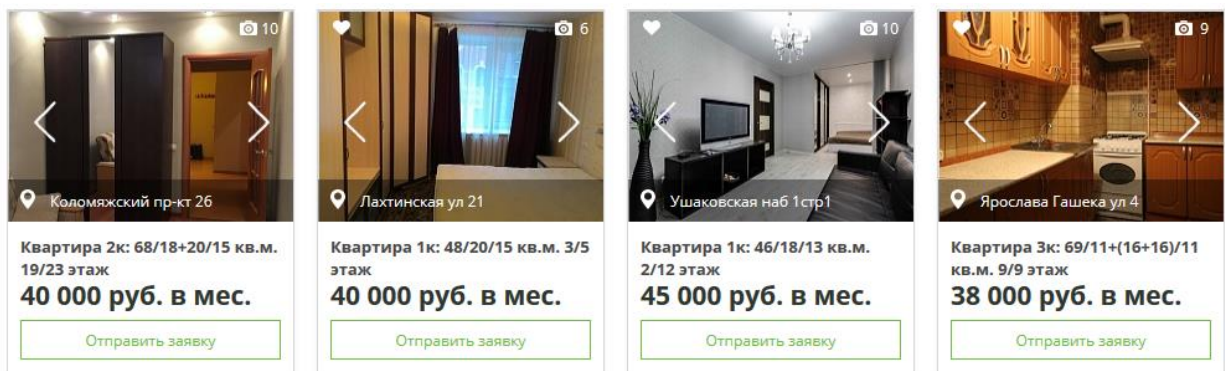 10
Коломяжский пр-кт 26
Квартира 2к: 68/18+20/15 кв.м.
19/23 этаж
40 000 руб. в мес.
Отправить заявку
6
Лахтинская ул 21
Квартира 1к: 48/20/15 кв.м. 3/5
этаж
40 000 руб. в мес.
Отправить заявку
10
Ушаковская наб 1стр1
Квартира 1к: 46/18/13 кв.м.
2/12 этаж
45 000 руб. в мес.
Отправить заявку
9
Ярослава Гашека ул 4
Квартира 3к: 69/11+(16+16)/11
кв.м. 9/9 этаж
38 000 руб. в мес.
Отправить заявку